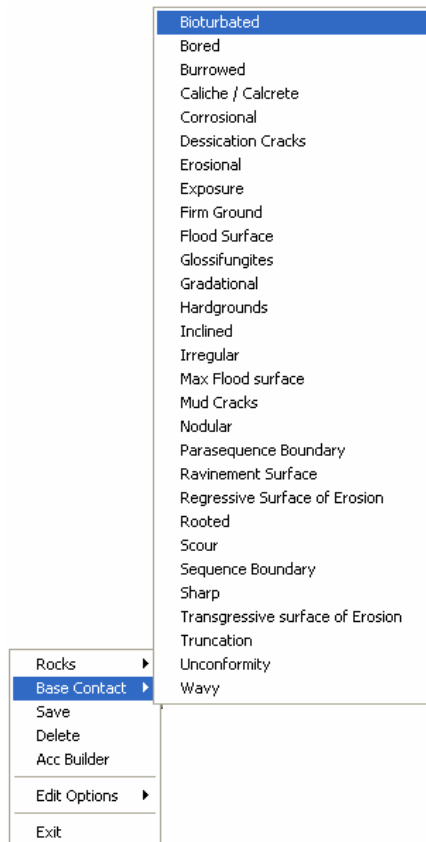 Bioturbated
Bored
Burrowed
Caliche / Calcrete
Corrosional
Dessication Cracks
Erosional
Exposure
Firm Ground
Flood Surface
Glossifungites
Gradational
Hardgrounds
Inclined
Irregular
Max Flood surface
Mud Cracks
Nodular
Parasequence Boundary
Ravinement Surface
Regressive Surface of Erosion
Rooted
Scour
Sequence Boundary
Sharp
Transgressive surface of Erosion
Truncation
Unconformity
Wavy
Rocks
Base Contact
Save
Delete
Acc Builder
Edit Options
Exit